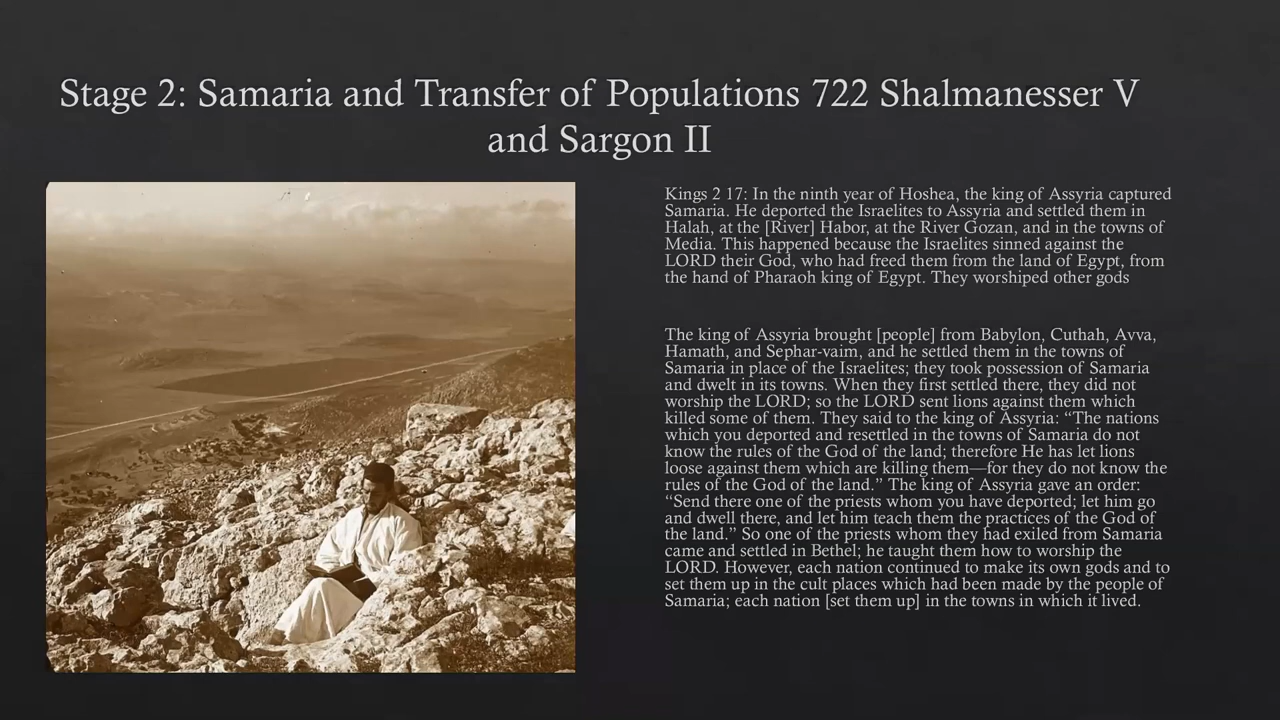 Stage 2: Samaria and Transfer of Populations 722 Shalmanesser V
and Sargon II
Kings 2 17: In the ninth year of Hoshea, the king of Assyria captured
Samaria. He deported the Israelites to Assyria and settled them in
Halah, at the [River] Habor, at the River Gozan, and in the towns of
Media. This happened because the Israelites sinned against the
LORD their God, who had freed them from the land of Egypt, from
the hand of Pharaoh king of Egypt. They worshiped other gods
The king of Assyria brought [people] from Babylon, Cuthah, Avva,
Hamath, and Sephar-vaim, and he settled them in the towns of
Samaria in place of the Israelites; they took possession of Samaria
and dwelt in its towns. When they first settled there, they did not
worship the LORD; so the LORD sent lions against them which
killed some of them. They said to the king of Assyria: “The nations
which you deported and resettled in the towns of Samaria do not
know the rules of the God of the land; therefore He has let lions
loose against them which are killing them—for they do not know the
rules of the God of the land.” The king of Assyria gave an order:
“Send there one of the priests whom you have deported; let him go
and dwell there, and let him teach them the practices of the God of
the land.” So one of the priests whom they had exiled from Samaria
came and settled in Bethel; he taught them how to worship the
LORD. However, each nation continued to make its own gods and to
set them up in the cult places which had been made by the people of
Samaria; each nation [set them up] in the towns in which it lived.